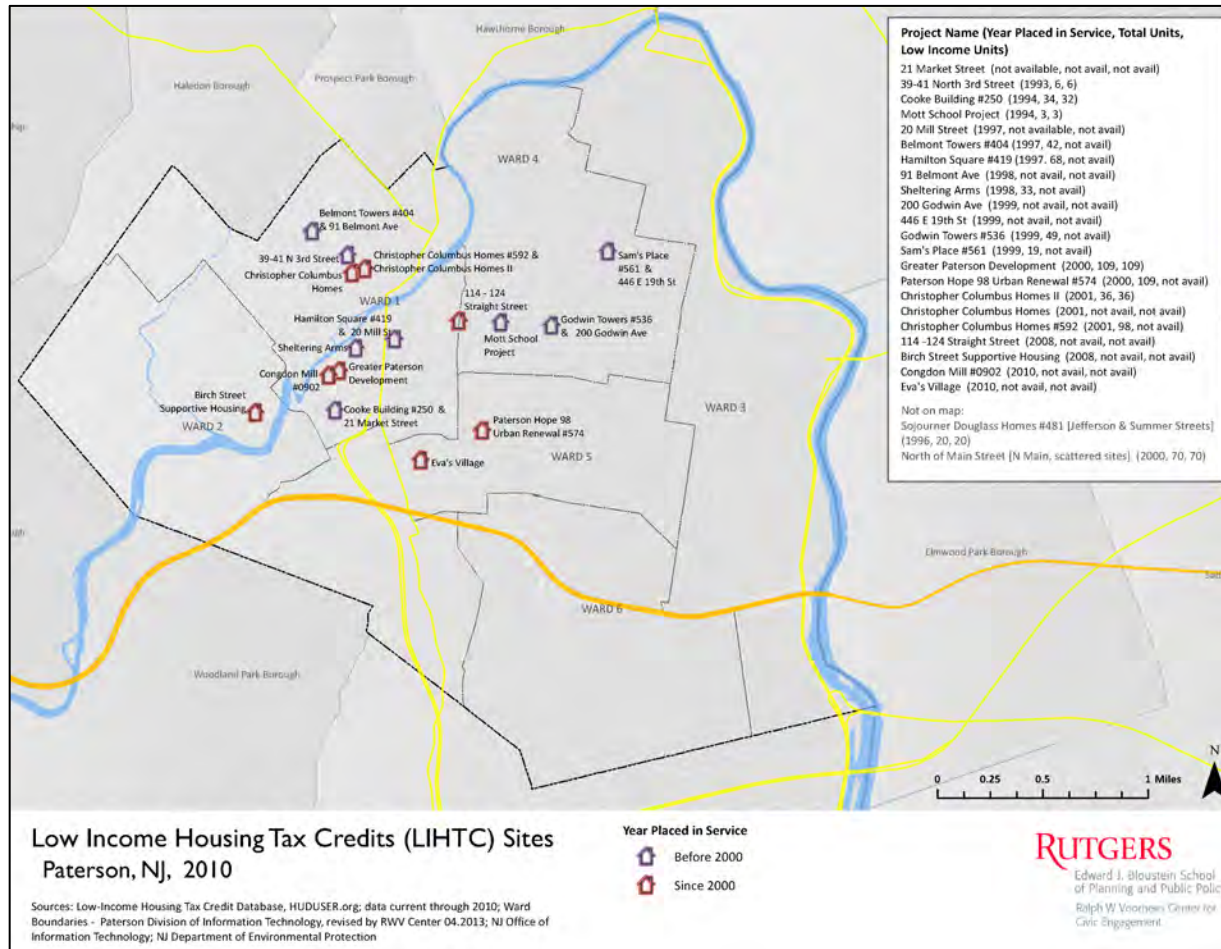 Hawthorne Borough
Prospect Park Borough
Haledon Borough
WARD 4
Belmont Towers #404
& 91 Belmont Ave
39-41 N 3rd Street
Christopher Columbus Homes #592 &
Christopher Columbus Homes II
Christopher Columbus
Homes
Sam's Place
#561 &
446 E 19th St
WARD 1
114 - 124
Straight Street
Hamilton Square #419
& 20 Mill St
Mott School
Project
Godwin Towers #536
& 200 Godwin Ave
Sheltering Arms
Congdon Mill
#0902
Greater Paterson
Development
Birch Street
Supportive Housing
WARD 2
Cooke Building #250 &
21 Market Street
WARD 3
Paterson Hope 98
Urban Renewal #574
WARD 5
Eva's Village
Elmwood Park Borough
WARD 6
Woodland Park Borough
Project Name (Year Placed in Service, Total Units,
Low Income Units)
21 Market Street (not available, not avail, not avail)
39-41 North 3rd Street (1993, 6, 6)
Cooke Building #250 (1994, 34, 32)
Mott School Project (1994, 3, 3)
20 Mill Street (1997, not available, not avail)
Belmont Towers #404 (1997, 42, not avail)
Hamilton Square #419 (1997. 68, not avail)
91 Belmont Ave (1998, not avail, not avail)
Sheltering Arms (1998, 33, not avail)
200 Godwin Ave (1999, not avail, not avail)
446 E 19th St (1999, not avail, not avail)
Godwin Towers #536 (1999, 49, not avail)
Sam's Place #561 (1999, 19, not avail)
Greater Paterson Development (2000, 109, 109)
Paterson Hope 98 Urban Renewal #574 (2000, 109, not avail)
Christopher Columbus Homes II (2001, 36, 36)
Christopher Columbus Homes (2001, not avail, not avail)
Christopher Columbus Homes #592 (2001, 98, not avail)
114 -124 Straight Street (2008, not avail, not avail)
Birch Street Supportive Housing (2008, not avail, not avail)
Congdon Mill #0902 (2010, not avail, not avail)
Eva's Village (2010, not avail, not avail)
Not on map:
Sojourner Douglass Homes #481 [Jefferson & Summer Streets]
(1996, 20, 20)
North of Main Street [N Main, scattered sites] (2000, 70, 70)
N
0 0.25 0.5 1 Miles
Low Income Housing Tax Credits (LIHTC) Sites
Paterson, NJ, 2010
Sources: Low-Income Housing Tax Credit Database, HUDUSER.org; data current through 2010; Ward
Boundaries - Paterson Division of Information Technology, revised by RWV Center 04.2013; NJ Office of
Information Technology; NJ Department of Environmental Protection
Year Placed in Service
Before 2000
Since 2000
RUTGERS
Edward J. Bloustein School
of Planning and Public Polic
Ralph W Voorhees Center for
Civic Engagement